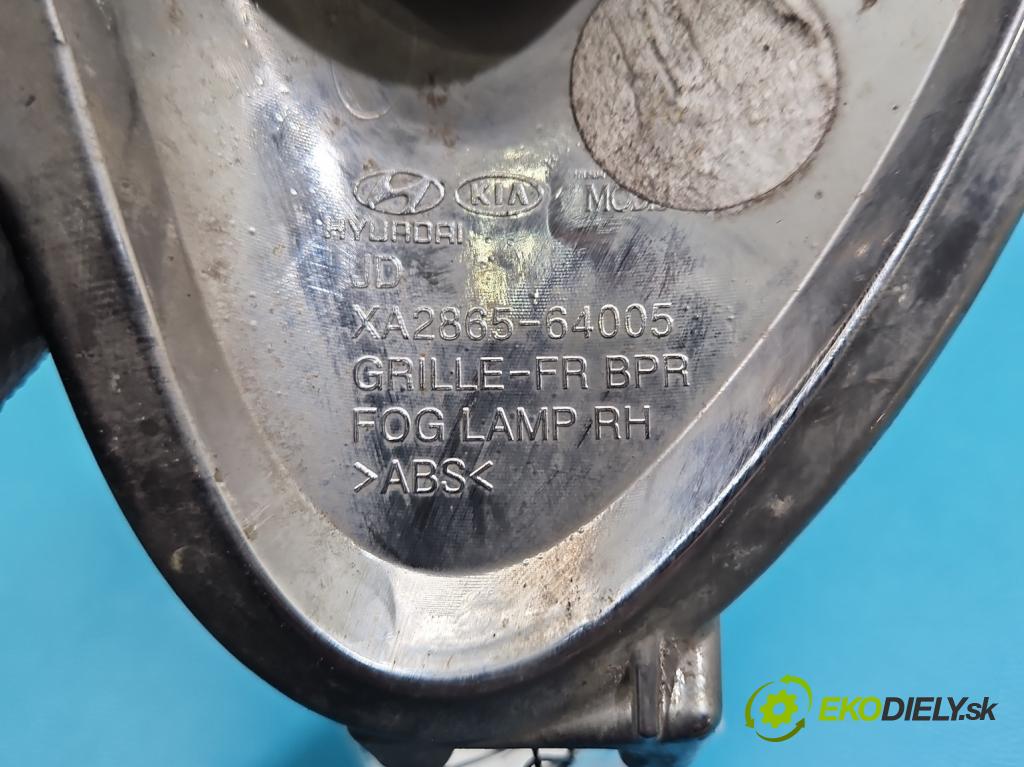 KIA
HYUNDAI
JD
XA2865-64005
GRILLE-FR BPR
FOG LAMP RH
>ABS<
EKODIELY.sk